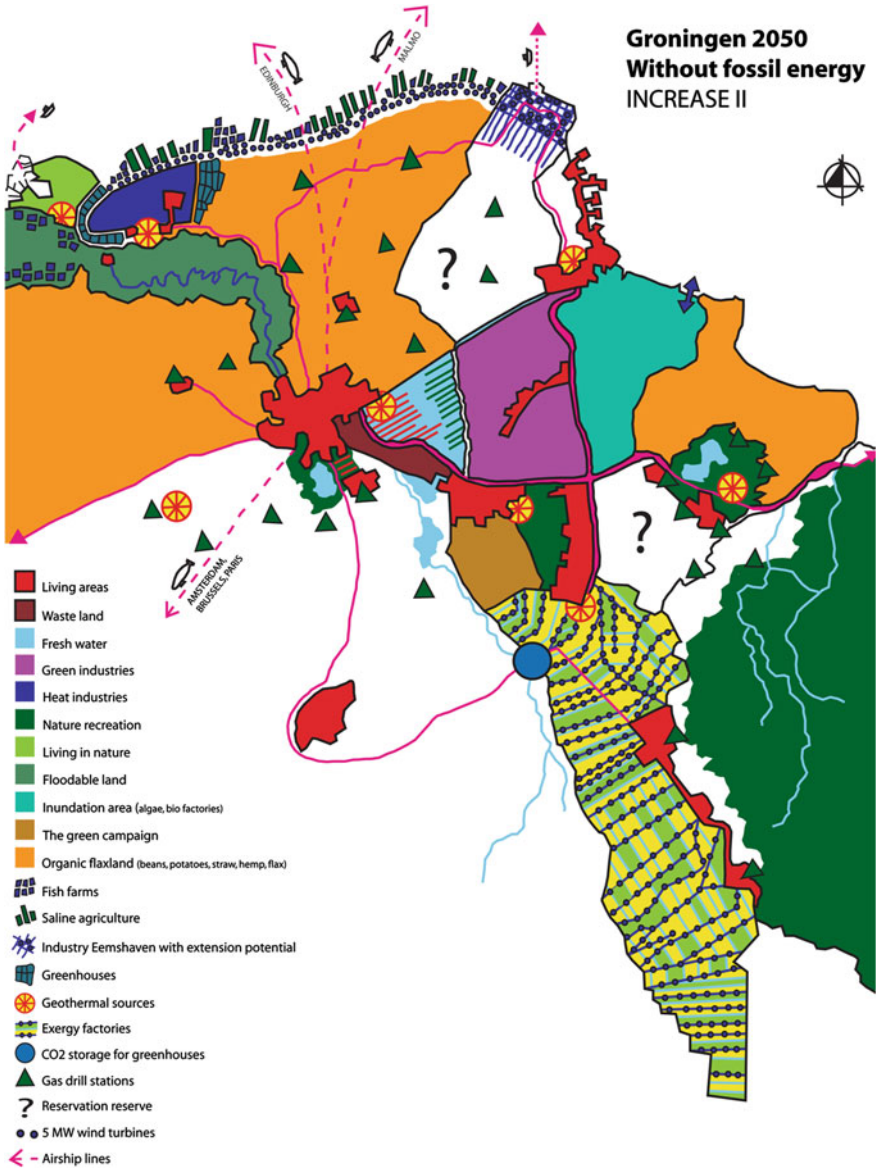 Groningen 2050
Without fossil energy
INCREASE II
EDINBURGH
MALMO
?
?
AMSTERDAM,
BRUSSELS, PARIS
Living areas
Waste land
Fresh water
Green industries
Heat industries
Nature recreation
Living in nature
Floodable land
Inundation area (algae, bio factories)
The green campaign
Organic flaxland (beans, potatoes, straw, hemp, flax)
Fish farms
Saline agriculture
Industry Eemshaven with extension potential
Greenhouses
Geothermal sources
Exergy factories
CO2 storage for greenhouses
Gas drill stations
? Reservation reserve
5 MW wind turbines
Airship lines